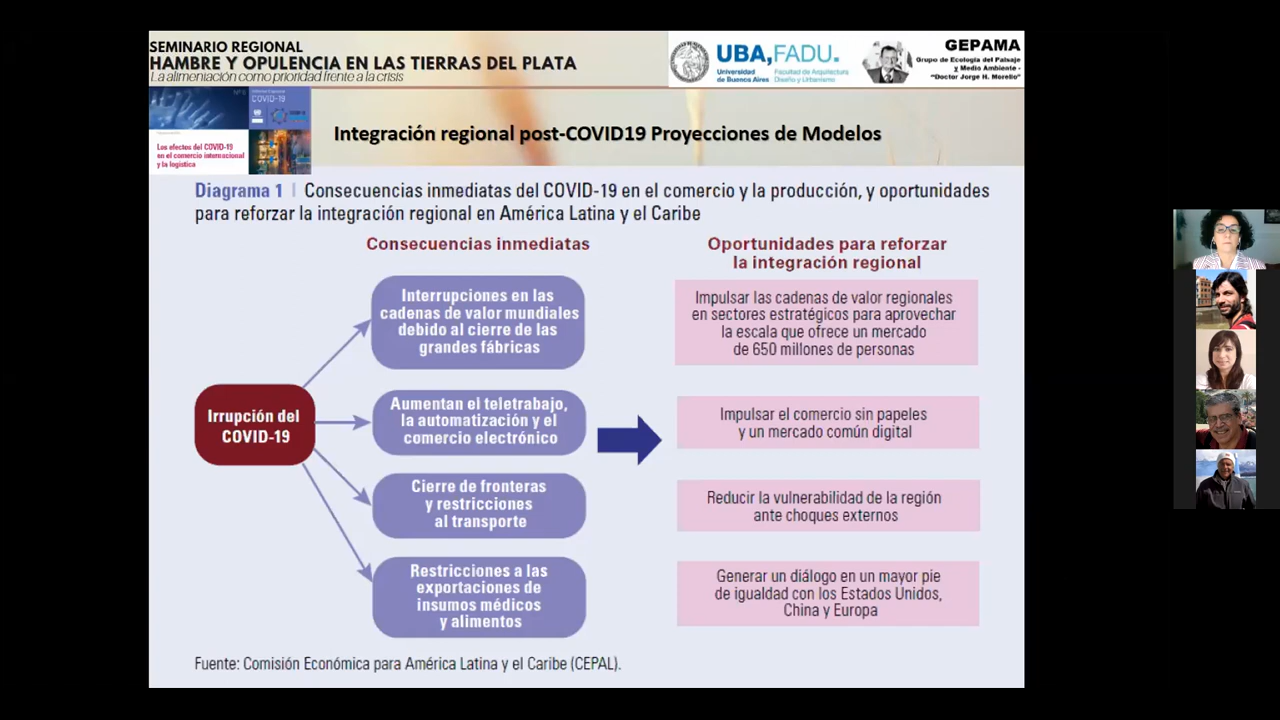 SEMINARIO REGIONAL
HAMBRE Y OPULENCIA EN LAS TIERRAS DEL PLATA
La alimentación como prioridad frente a la crisis
UBA, FADU.
Universidad
de Buenos Aires
Facultad de Arquitectura
Diseño y Urbanismo
GEPAMA
Grupo de Ecología del Paisaje
y Medio Ambiente -
"Doctor Jorge H. Morello"
COVID-19
Los efectos del COVID-19
en el comercio internacional
y la logística
Integración regional post-COVID19 Proyecciones de Modelos
Diagrama 1 | Consecuencias inmediatas del COVID-19 en el comercio y la producción, y oportunidades
para reforzar la integración regional en América Latina y el Caribe
Consecuencias inmediatas
Oportunidades para reforzar
la integración regional
Irrupción del
COVID-19
Interrupciones en las
cadenas de valor mundiales
debido al cierre de las
grandes fábricas
Impulsar las cadenas de valor regionales
en sectores estratégicos para aprovechar
la escala que ofrece un mercado
de 650 millones de personas
Aumentan el teletrabajo,
la automatización y el
comercio electrónico
Impulsar el comercio sin papeles
y un mercado común digital
Cierre de fronteras
y restricciones
al transporte
Reducir la vulnerabilidad de la región
ante choques externos
Restricciones a las
exportaciones de
insumos médicos
y alimentos
Generar un diálogo en un mayor pie
de igualdad con los Estados Unidos,
China y Europa
Fuente: Comisión Económica para América Latina y el Caribe (CEPAL).